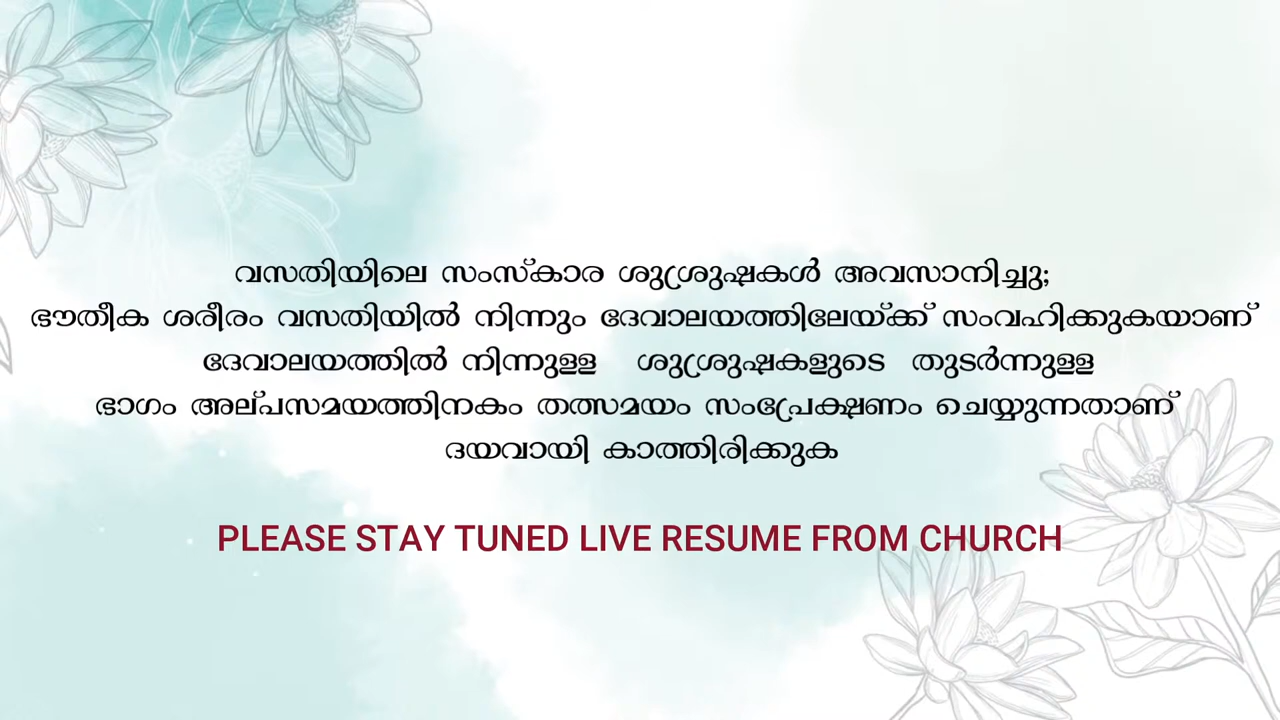 വസതിയിലെ സംസ്കാര ശുശ്രുഷകൾ അവസാനിച്ചു;
ഭൗതീക ശരീരം വസതിയിൽ നിന്നും ദേവാലയത്തിലേയ്ക്ക് സംവഹിക്കുകയാണ്
ദേവാലയത്തിൽ നിന്നുള്ള ശുശ്രുഷകളുടെ തുടർന്നുള്ള
ഭാഗം അല്പസമയത്തിനകം തത്സമയം സംപ്രേക്ഷണം ചെയ്യുന്നതാണ്
ദയവായി കാത്തിരിക്കുക
PLEASE STAY TUNED LIVE RESUME FROM CHURCH